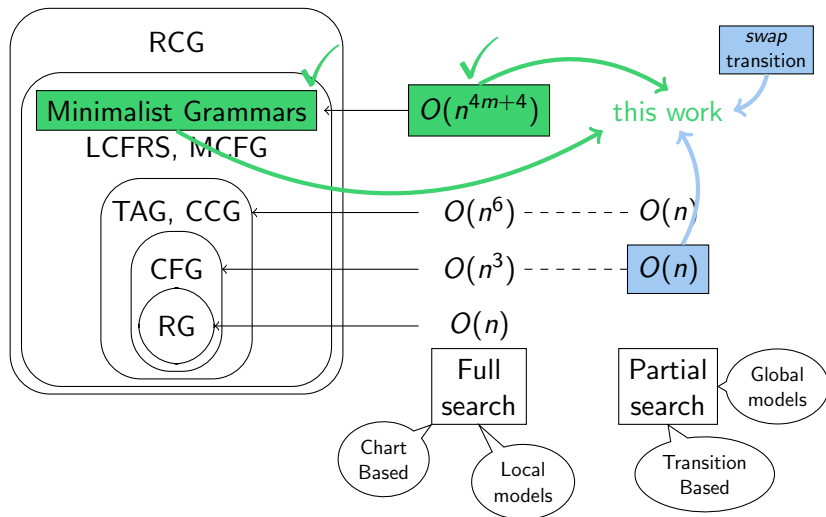 RCG
swap
transition
Minimalist Grammars
O(n^{4m+4})
this work
LCFRS, MCFG
TAG, CCG
O(n^6)
O(n)
CFG
O(n^3)
O(n)
RG
O(n)
Full
search
Partial
search
Global
models
Chart
Based
Local
models
Transition
Based